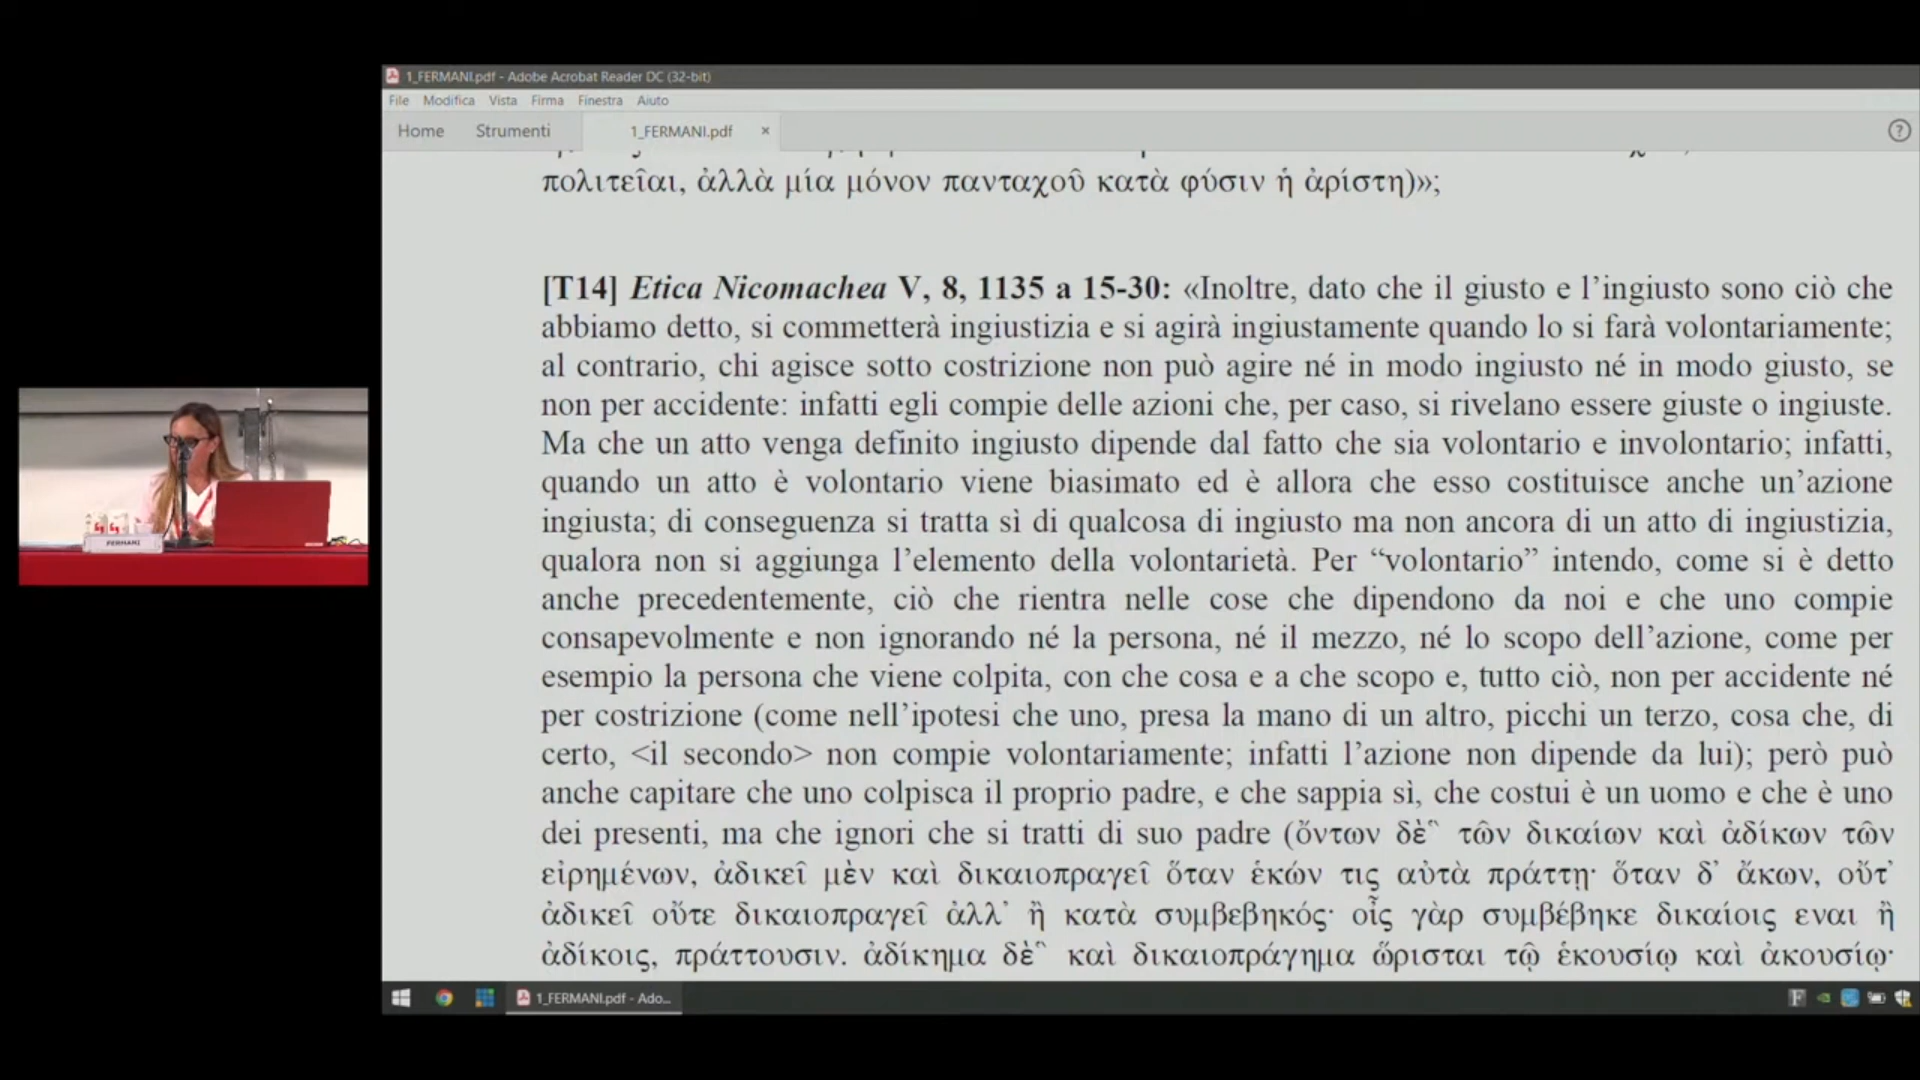 1_FERMANI.pdf - Adobe Acrobat Reader DC (32-bit)
File Modifica Vista Firma Finestra Aiuto
Home Strumenti 1_FERMANI.pdf ×
πολιτεῖαι, ἀλλὰ μία μόνον πανταχοῦ κατὰ φύσιν ἡ ἀρίστη)»;
[T14] Etica Nicomachea V, 8, 1135 a 15-30: «Inoltre, dato che il giusto e l’ingiusto sono ciò che
abbiamo detto, si commetterà ingiustizia e si agirà ingiustamente quando lo si farà volontariamente;
al contrario, chi agisce sotto costrizione non può agire né in modo ingiusto né in modo giusto, se
non per accidente: infatti egli compie delle azioni che, per caso, si rivelano essere giuste o ingiuste.
Ma che un atto venga definito ingiusto dipende dal fatto che sia volontario e involontario; infatti,
quando un atto è volontario viene biasimato ed è allora che esso costituisce anche un’azione
ingiusta; di conseguenza si tratta sì di qualcosa di ingiusto ma non ancora di un atto di ingiustizia,
qualora non si aggiunga l’elemento della volontarietà. Per “volontario” intendo, come si è detto
anche precedentemente, ciò che rientra nelle cose che dipendono da noi e che uno compie
consapevolmente e non ignorando né la persona, né il mezzo, né lo scopo dell’azione, come per
esempio la persona che viene colpita, con che cosa e a che scopo e, tutto ciò, non per accidente né
per costrizione (come nell’ipotesi che uno, presa la mano di un altro, picchi un terzo, cosa che, di
certo, <il secondo> non compie volontariamente; infatti l’azione non dipende da lui); però può
anche capitare che uno colpisca il proprio padre, e che sappia sì, che costui è un uomo e che è uno
dei presenti, ma che ignori che si tratti di suo padre (ὄντων δὲ῞ τῶν δικαίων καὶ ἀδίκων τῶν
εἰρημένων, ἀδικεῖ μὲν καὶ δικαιοπραγεῖ ὅταν ἑκών τις αὐτὰ πράττῃ· ὅταν δ᾽ ἄκων, οὔτ᾽
ἀδικεῖ οὔτε δικαιοπραγεῖ ἀλλ᾽ ἢ κατὰ συμβεβηκός· οἷς γὰρ συμβέβηκε δικαίοις εναι ἢ
ἀδίκοις, πράττουσιν. ἀδίκημα δὲ῞ καὶ δικαιοπράγημα ὥρισται τῷ ἑκουσίῳ καὶ ἀκουσίῳ·
1_FERMANI.pdf - Ado...
FERMANI